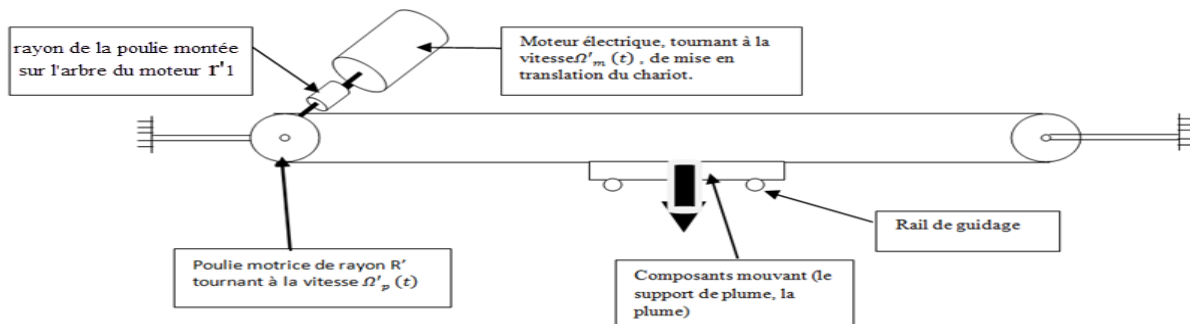 rayon de la poulie montée
sur l'arbre du moteur r'1
Moteur électrique, tournant à la
vitesseΩ'm (t) , de mise en
translation du chariot.
Rail de guidage
Poulie motrice de rayon R'
tournant à la vitesse Ω'p (t)
Composants mouvant (le
support de plume, la
plume)